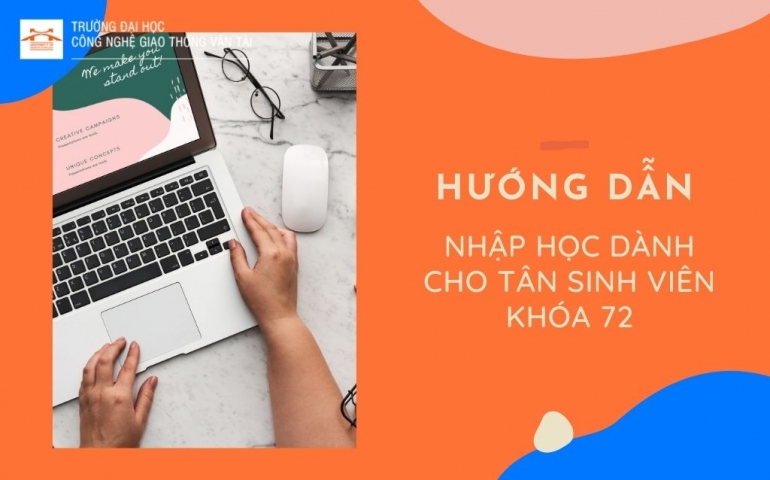 TRƯỜNG ĐẠI HỌC
CÔNG NGHỆ GIAO THÔNG VẬN TẢI
We make you
stand out!
CREATIVE CAMPAIGNS
UNIQUE CONCEPTS
HƯỚNG DẪN
NHẬP HỌC DÀNH
CHO TÂN SINH VIÊN
KHÓA 72